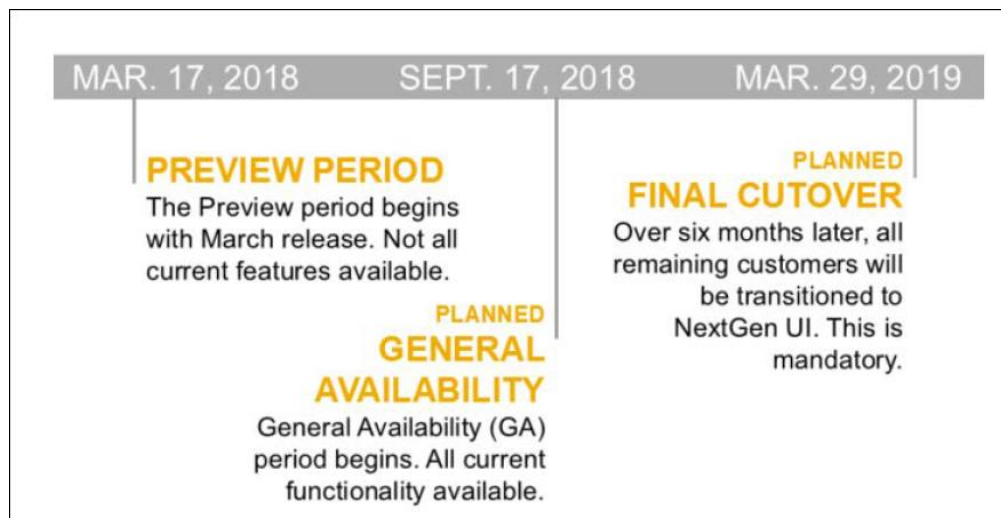 MAR. 17, 2018 SEPT. 17, 2018 MAR. 29, 2019
PREVIEW PERIOD
The Preview period begins
with March release. Not all
current features available.
PLANNED
GENERAL
AVAILABILITY
General Availability (GA)
period begins. All current
functionality available.
PLANNED
FINAL CUTOVER
Over six months later, all
remaining customers will
be transitioned to
NextGen UI. This is
mandatory.